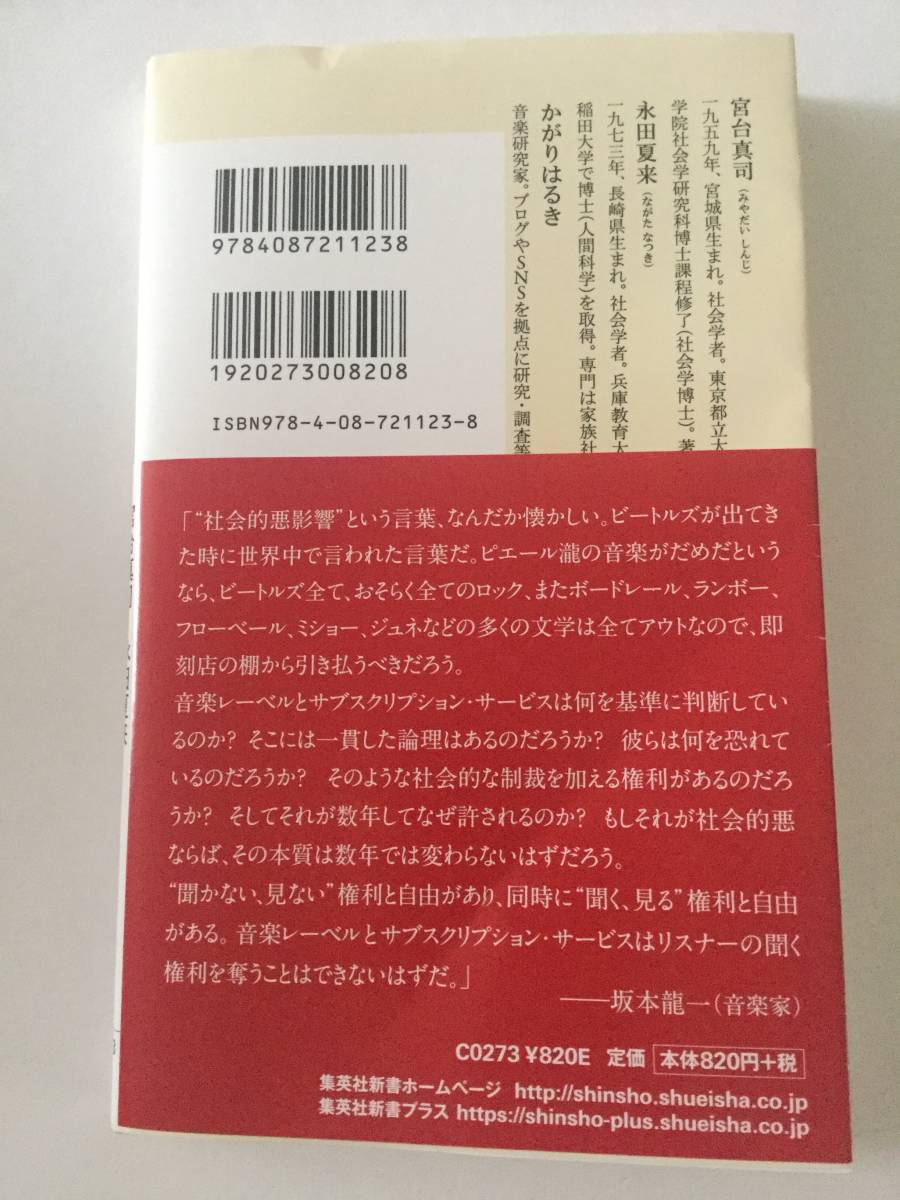 宮台真司(みやだい しんじ)
一九五九年、宮城県生まれ。社会学者。東京都立大
学院社会学研究科博士課程修了(社会学博士)。著
永田夏来(ながた なつき)
一九七三年、長崎県生まれ。社会学者。兵庫教育大
稲田大学で博士(人間科学)を取得。専門は家族社
かがりはるき
音楽研究家。ブログやSNSを拠点に研究・調査等
9784087211238
1920273008208
ISBN978-4-08-721123-8
「“社会的悪影響”という言葉、なんだか懐かしい。ビートルズが出てき
た時に世界中で言われた言葉だ。ピエール瀧の音楽がだめだという
なら、ビートルズ全て、おそらく全てのロック、またボードレール、ランボー、
フローベール、ミショー、ジュネなどの多くの文学は全てアウトなので、即
刻店の棚から引き払うべきだろう。
音楽レーベルとサブスクリプション・サービスは何を基準に判断してい
るのか? そこには一貫した論理はあるのだろうか? 彼らは何を恐れて
いるのだろうか? そのような社会的な制裁を加える権利があるのだろ
うか? そしてそれが数年してなぜ許されるのか? もしそれが社会的悪
ならば、その本質は数年では変わらないはずだろう。
“聞かない、見ない”権利と自由があり、同時に“聞く、見る”権利と自由
がある。音楽レーベルとサブスクリプション・サービスはリスナーの聞く
権利を奪うことはできないはずだ。」
──坂本龍一(音楽家)
C0273 ¥820E 定価 本体820円+税
集英社新書ホームページ http://shinsho.shueisha.co.jp
集英社新書プラス https://shinsho-plus.shueisha.co.jp